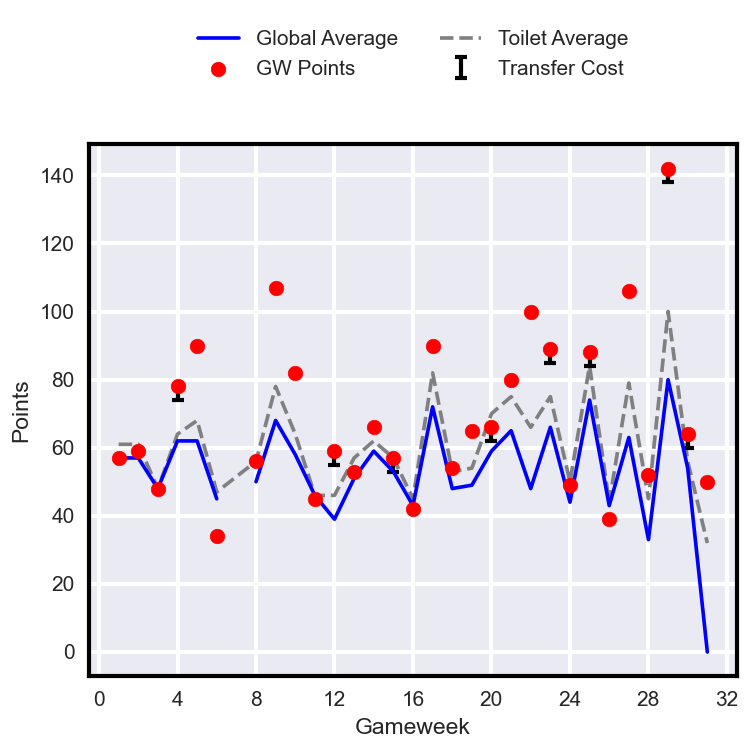 Global Average
Toilet Average
GW Points
Transfer Cost
140
120
100
80
60
40
20
0
Points
0 4 8 12 16 20 24 28 32
Gameweek